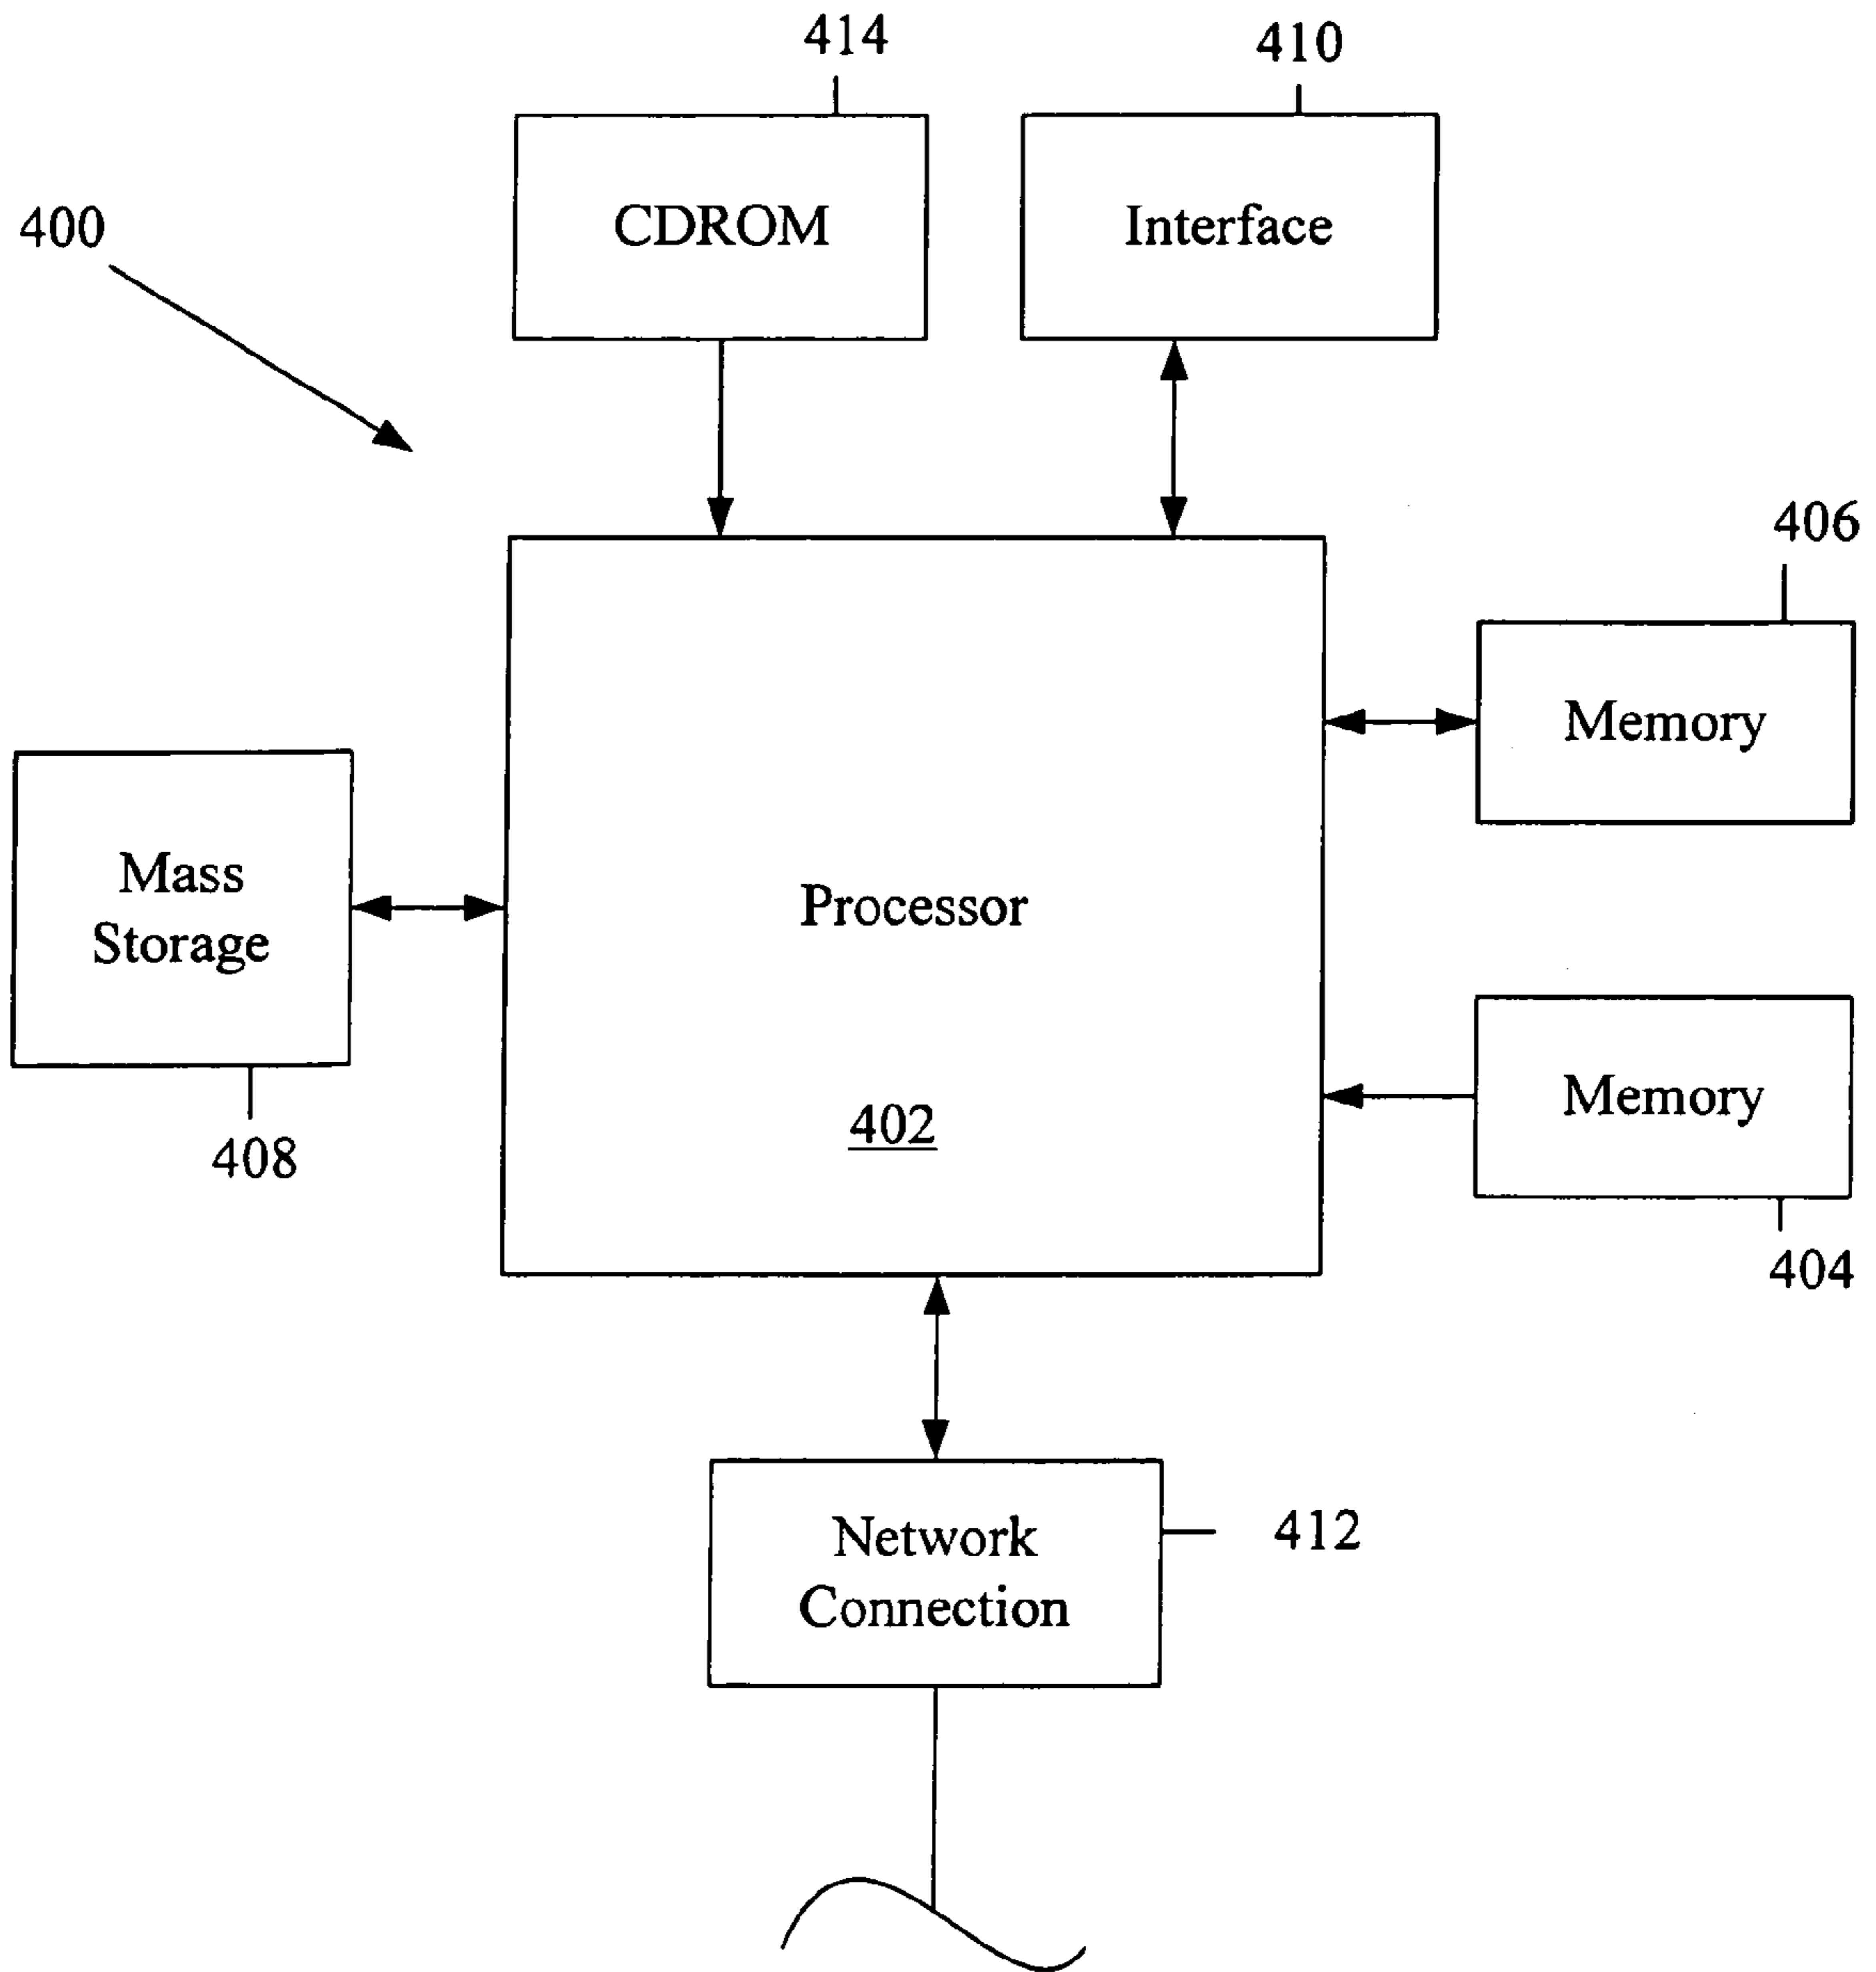 414
410
400
CDROM
Interface
406
Memory
Mass
Storage
Processor
402
Memory
408
404
Network
Connection
412